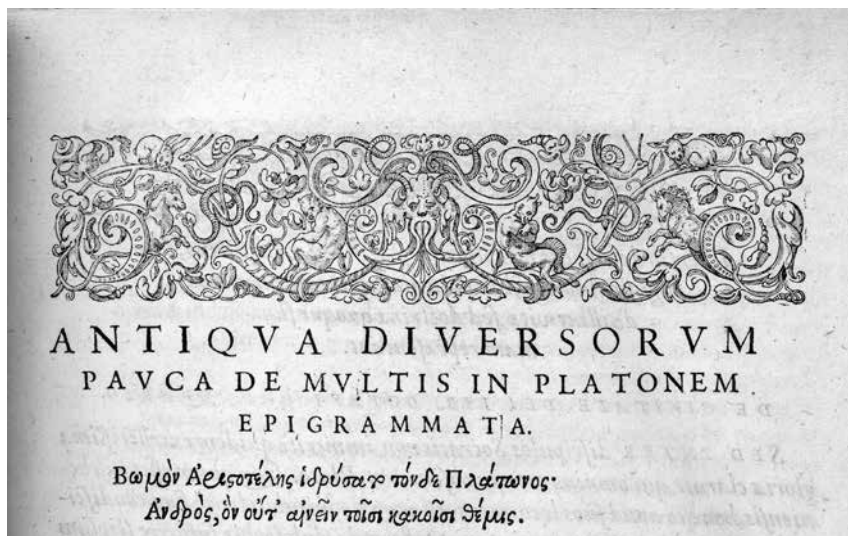 ANTIQVA DIVERSORVM
PAVCA DE MVLTIS IN PLATONEM
EPIGRAMMATA.
Βωμὸν Ἀριστοτέλης ἱδρύσατο τόνδε Πλάτωνος·
Ἀνδρὸς, ὃν οὔτ' αἰνεῖν τοῖσι κακοῖσι θέμις.